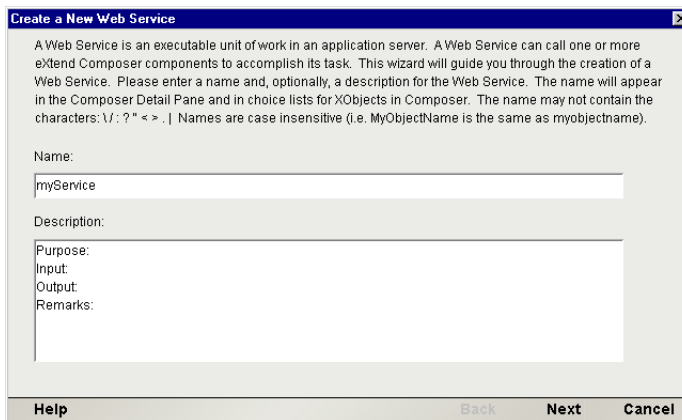 Create a New Web Service
A Web Service is an executable unit of work in an application server. A Web Service can call one or more
eXtend Composer components to accomplish its task. This wizard will guide you through the creation of a
Web Service. Please enter a name and, optionally, a description for the Web Service. The name will appear
in the Composer Detail Pane and in choice lists for XObjects in Composer. The name may not contain the
characters: \ / : ? " < > . | Names are case insensitive (i.e. MyObjectName is the same as myobjectname).
Name:
myService
Description:
Purpose:
Input:
Output:
Remarks:
Help Back Next Cancel